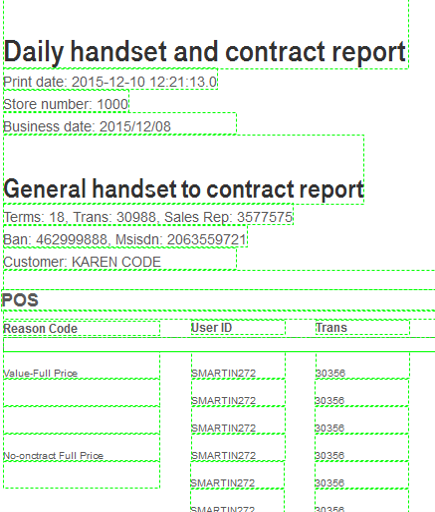 Daily handset and contract report
Print date: 2015-12-10 12:21:13.0
Store number: 1000
Business date: 2015/12/08
General handset to contract report
Terms: 18, Trans: 30988, Sales Rep: 3577575
Ban: 462999888, Msisdn: 2063559721
Customer: KAREN CODE
POS
Reason Code User ID Trans
Value-Full Price SMARTIN272 30356
SMARTIN272 30356
SMARTIN272 30356
No-onctract Full Price SMARTIN272 30356
SMARTIN272 30356
SMARTIN272 30356